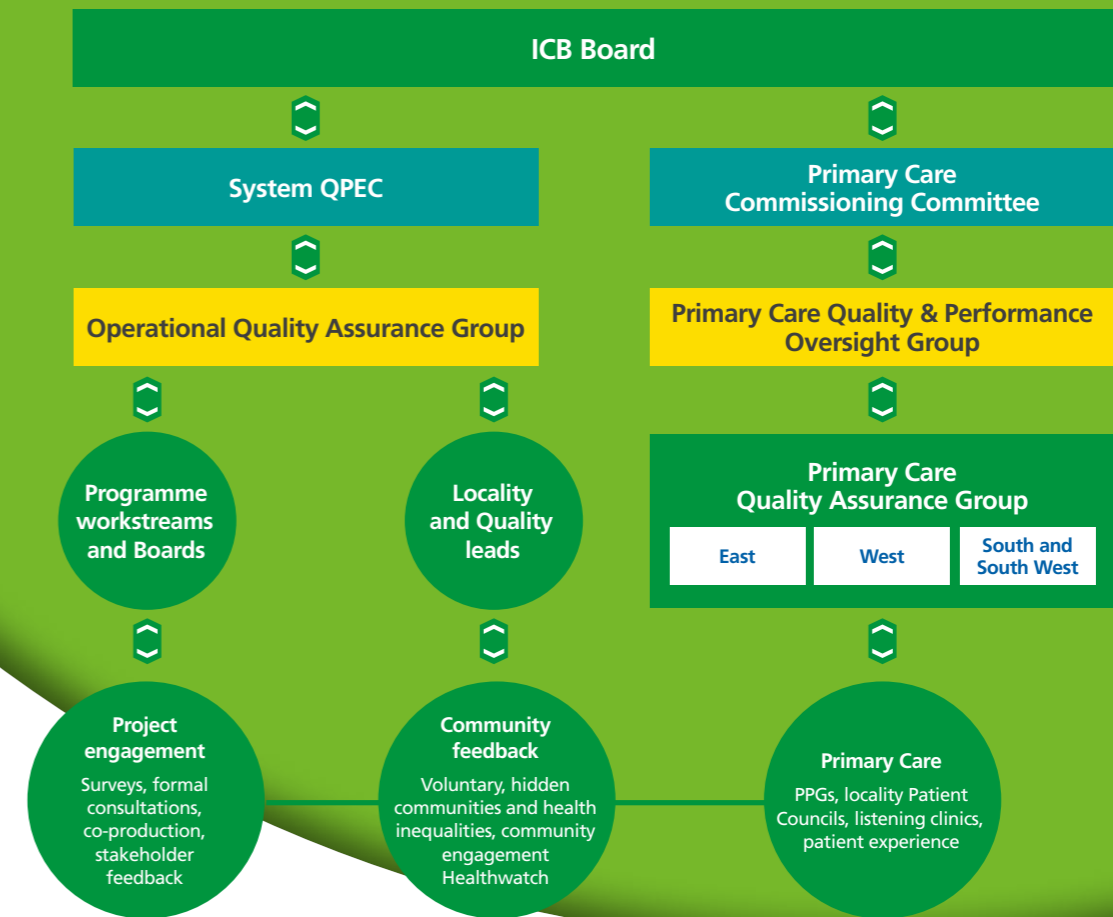 ICB Board
System QPEC
Primary Care
Commissioning Committee
Operational Quality Assurance Group
Primary Care Quality & Performance
Oversight Group
Programme
workstreams
and Boards
Locality
and Quality
leads
Primary Care
Quality Assurance Group
East
West
South and
South West
Project
engagement
Surveys, formal
consultations,
co-production,
stakeholder
feedback
Community
feedback
Voluntary, hidden
communities and health
inequalities, community
engagement
Healthwatch
Primary Care
PPGs, locality Patient
Councils, listening clinics,
patient experience